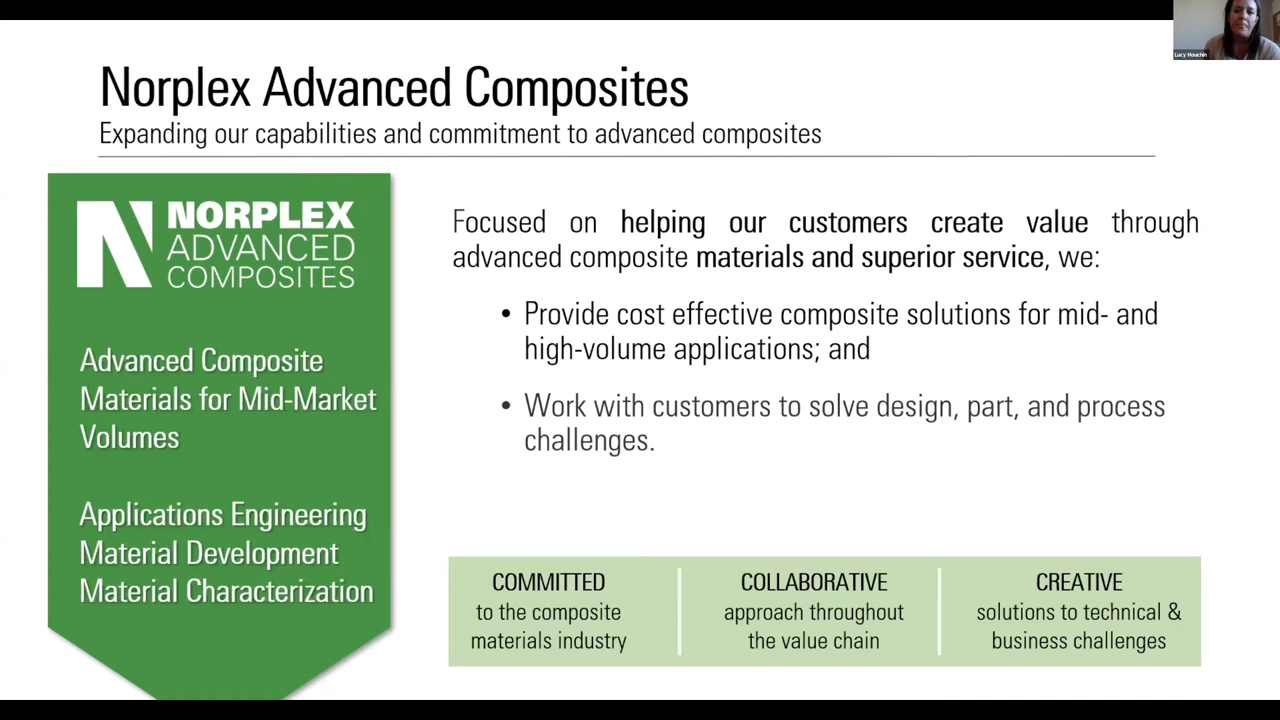 Lucy Houchin
Norplex Advanced Composites
Expanding our capabilities and commitment to advanced composites
NORPLEX
ADVANCED
COMPOSITES
Advanced Composite
Materials for Mid-Market
Volumes
Applications Engineering
Material Development
Material Characterization
Focused on helping our customers create value through
advanced composite materials and superior service, we:
• Provide cost effective composite solutions for mid- and
high-volume applications; and
• Work with customers to solve design, part, and process
challenges.
COMMITTED
to the composite
materials industry
COLLABORATIVE
approach throughout
the value chain
CREATIVE
solutions to technical &
business challenges